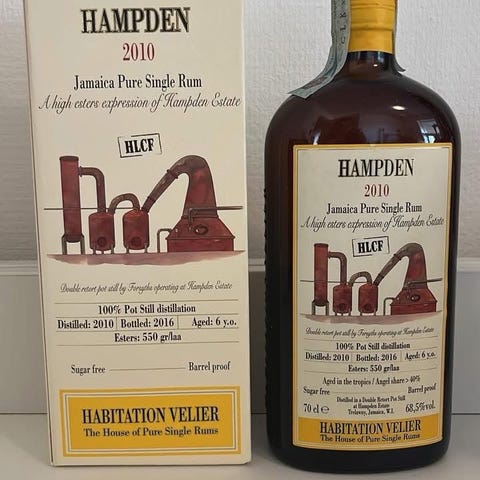 HAMPDEN
2010
Jamaica Pure Single Rum
A high esters expression of Hampden Estate
HLCF
Double retort pot still by Forsyths operating at Hampden Estate
100% Pot Still distillation
Distilled: 2010 Bottled: 2016 Aged: 6 y.o.
Esters: 550 gr/laa
Sugar free Barrel proof
HABITATION VELIER
The House of Pure Single Rums
HAMPDEN
2010
Jamaica Pure Single Rum
A high esters expression of Hampden Estate
HLCF
Double retort pot still by Forsyths operating at Hampden Estate
100% Pot Still distillation
Distilled: 2010 Bottled: 2016 Aged: 6 y.o.
Esters: 550 gr/laa
Aged in the tropics / Angel share > 40%
Sugar free Barrel proof
70 cl e Distilled in a Double Retort Pot Still
at Hampden Estate
Trelawny, Jamaica, W.I. 68,5%vol.
HABITATION VELIER
The House of Pure Single Rums